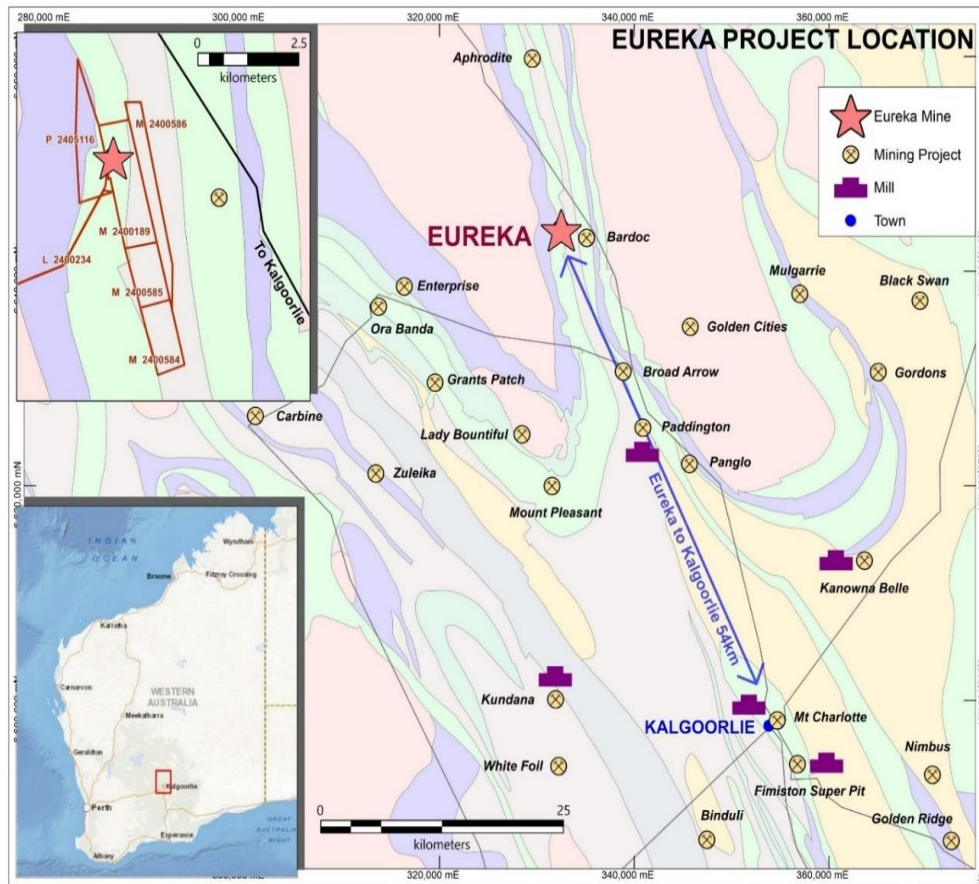 280,000 mE
300,000 mE
320,000 mE
340,000 mE
360,000 mE
EUREKA PROJECT LOCATION
0
2.5
kilometers
P 2405116
M 2400586
M 2400189
L 2400234
M 2400585
M 2400584
To Kalgoorlie
Eureka Mine
Mining Project
Mill
Town
Aphrodite
EUREKA
Bardoc
Mulgarrie
Black Swan
Enterprise
Ora Banda
Golden Cities
Grants Patch
Broad Arrow
Gordons
Carbine
Lady Bountiful
Paddington
Zuleika
Panglo
Mount Pleasant
Eureka to Kalgoorlie 54km
Kanowna Belle
Kundana
KALGOORLIE
Mt Charlotte
White Foil
Fimiston Super Pit
Nimbus
Binduli
Golden Ridge
0
25
kilometers
320,000 mE
340,000 mE
360,000 mE
INDIAN
OCEAN
Wyndham
Broome
Fitzroy Crossing
Karratha
Carnarvon
WESTERN
AUSTRALIA
Meekatharra
Geraldton
Kalgoorlie
Perth
Esperance
Albany
GREAT
AUSTRALIA
BIGHT